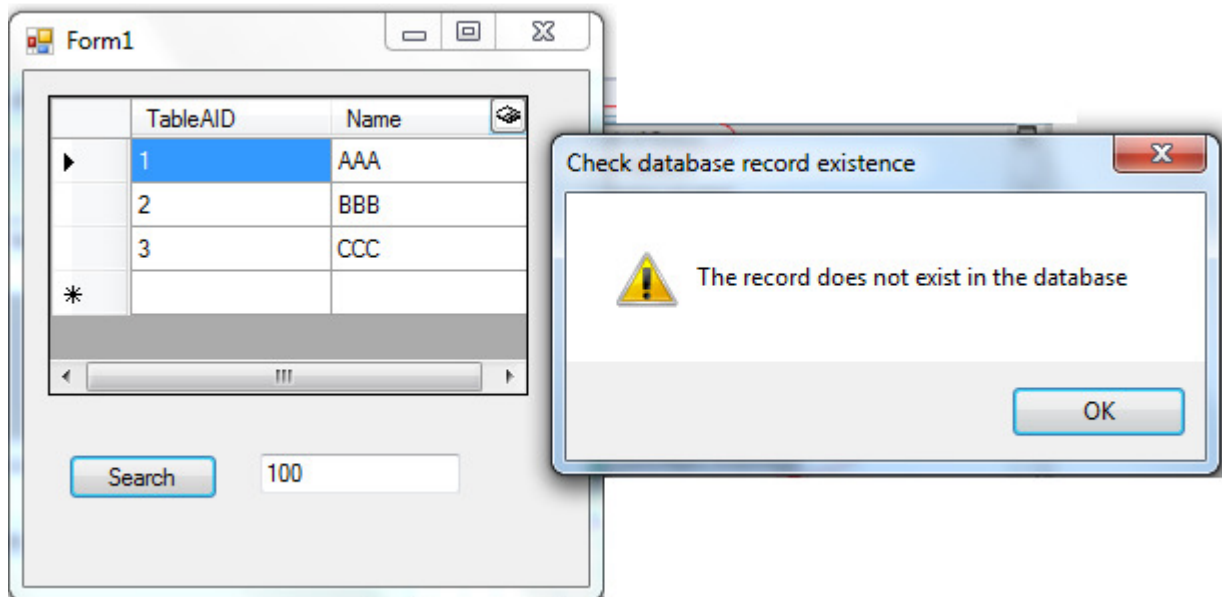 Form1
TableAID Name
1 AAA
2 BBB
3 CCC
Search 100
Check database record existence
The record does not exist in the database
OK